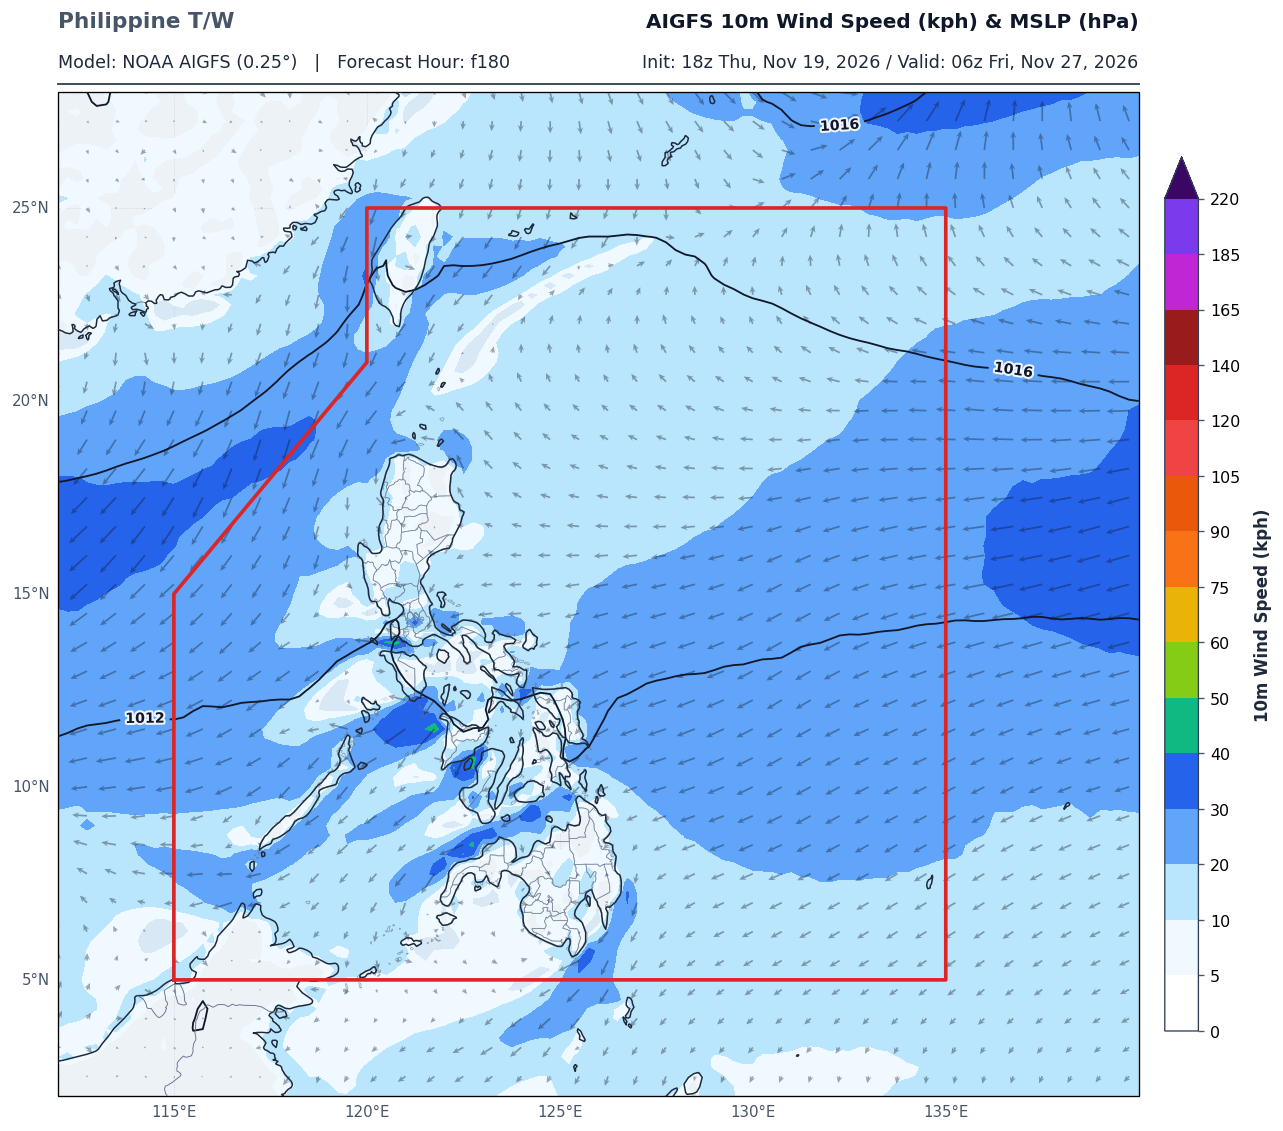 Philippine T/W
AIGFS 10m Wind Speed (kph) & MSLP (hPa)
Model: NOAA AIGFS (0.25°) | Forecast Hour: f180
Init: 18z Thu, Nov 19, 2026 / Valid: 06z Fri, Nov 27, 2026
1016
1016
1012
25°N
20°N
15°N
10°N
5°N
115°E
120°E
125°E
130°E
135°E
220
185
165
140
120
105
90
75
60
50
40
30
20
10
5
0
10m Wind Speed (kph)